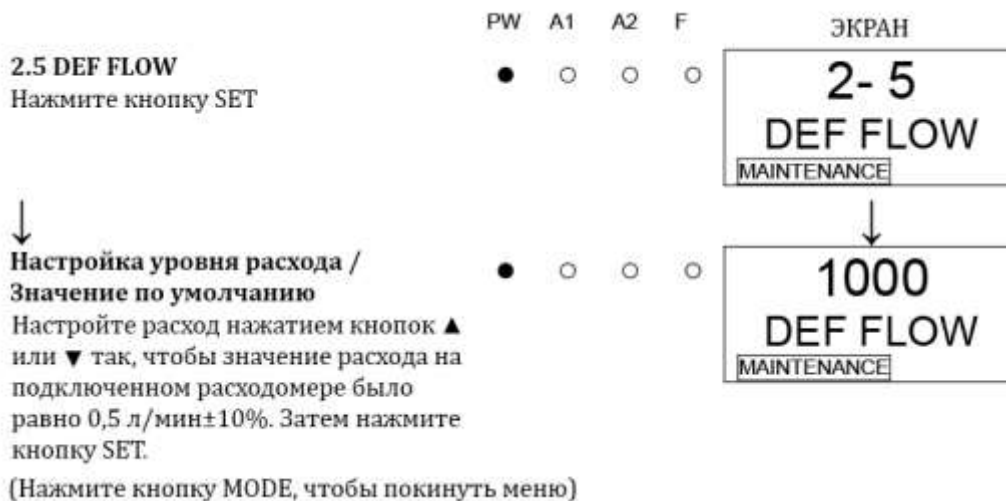 PW A1 A2 F ЭКРАН
2.5 DEF FLOW
Нажмите кнопку SET
● ○ ○ ○
2- 5
DEF FLOW
MAINTENANCE
↓ ↓
Настройка уровня расхода /
Значение по умолчанию
Настройте расход нажатием кнопок ▲
или ▼ так, чтобы значение расхода на
подключенном расходомере было
равно 0,5 л/мин±10%. Затем нажмите
кнопку SET.
● ○ ○ ○
1000
DEF FLOW
MAINTENANCE
(Нажмите кнопку MODE, чтобы покинуть меню)